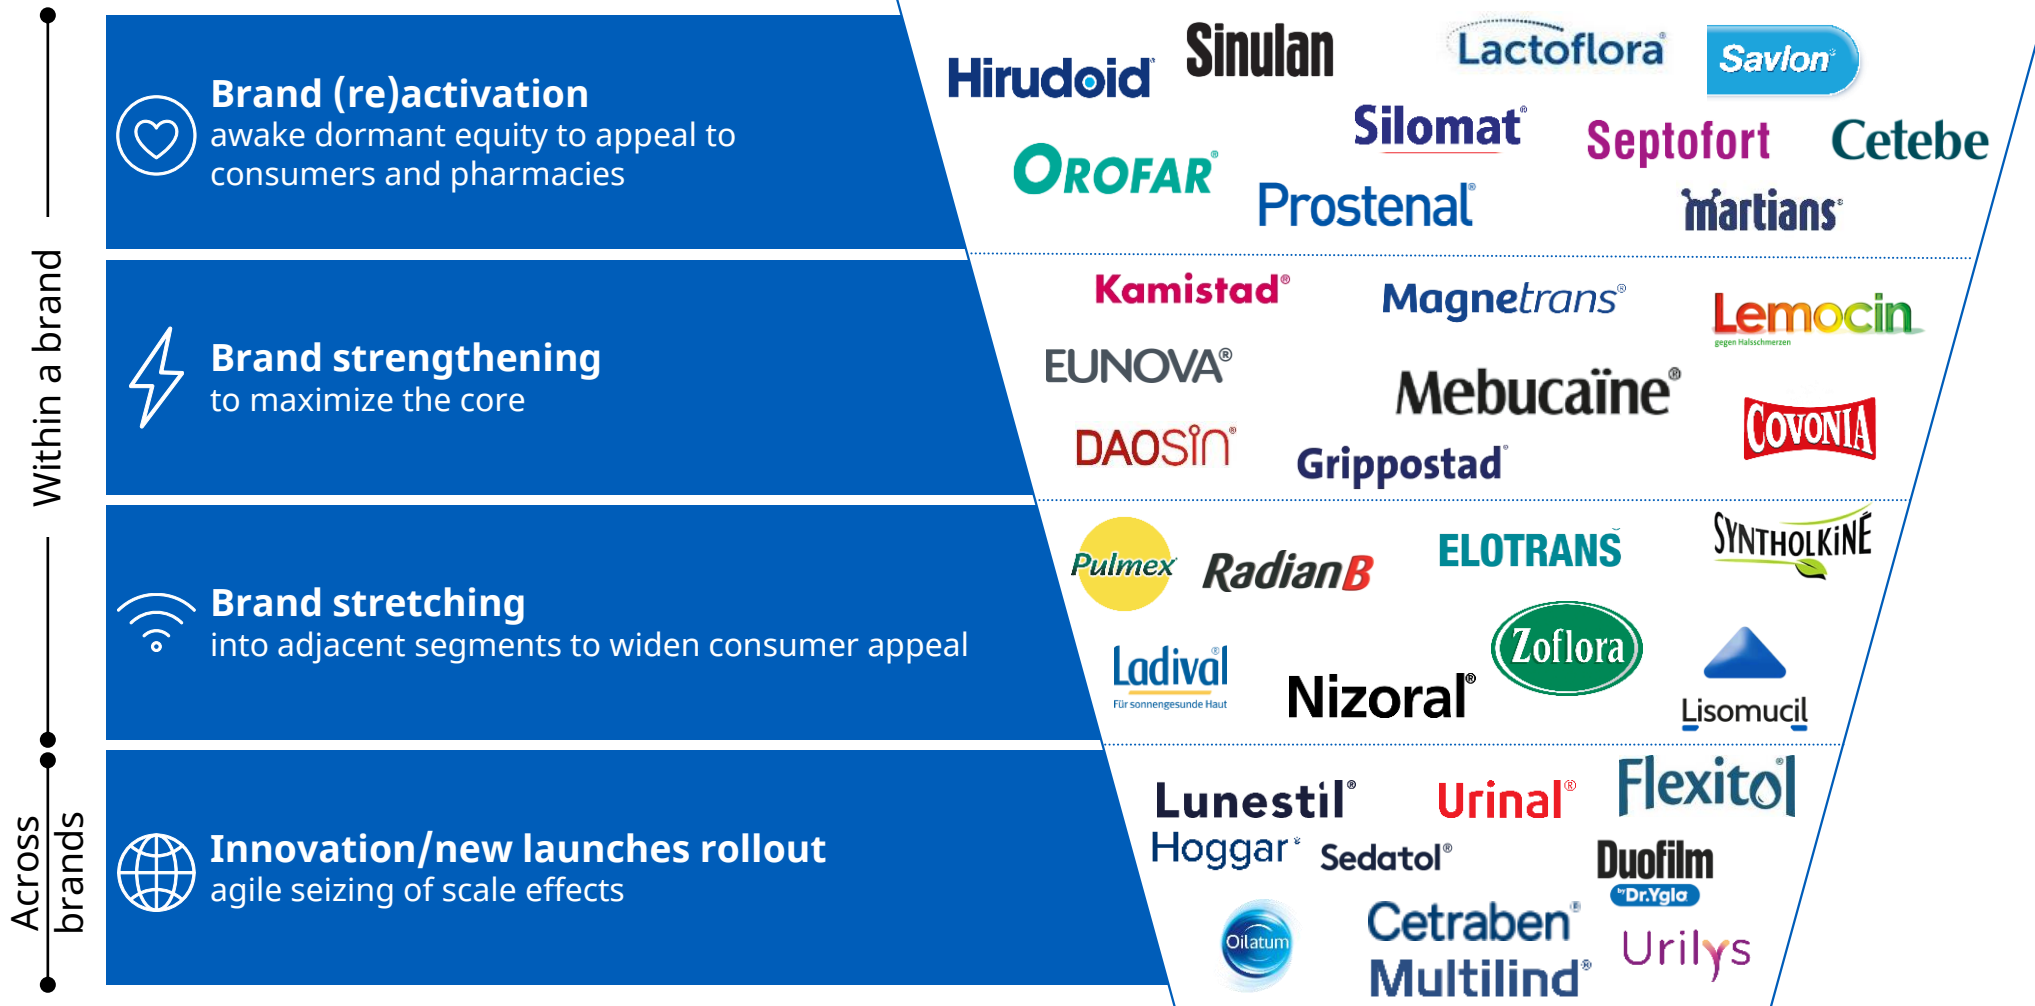 Within a brand
Across
brands
Brand (re)activation
awake dormant equity to appeal to
consumers and pharmacies
Hirudoid®
Sinulan
Lactoflora®
Savlon®
OROFAR®
Silomat®
Septofort
Cetebe
Prostenal®
martians®
Brand strengthening
to maximize the core
Kamistad®
Magnetrans®
Lemocin
gegen Halsschmerzen
EUNOVA®
Mebucaïne®
COVONIA
DAOSiN®
Grippostad®
Brand stretching
into adjacent segments to widen consumer appeal
Pulmex
Radian B
ELOTRANS
SYNTHOLKiNÉ
Ladival®
Für sonnengesunde Haut
Nizoral®
Zoflora
Lisomucil
Innovation/new launches rollout
agile seizing of scale effects
Lunestil®
Urinal®
Flexitol®
Hoggar®
Sedatol®
Duofilm
by Dr.Ygla
Oilatum
Cetraben®
Multilind®
Urilys